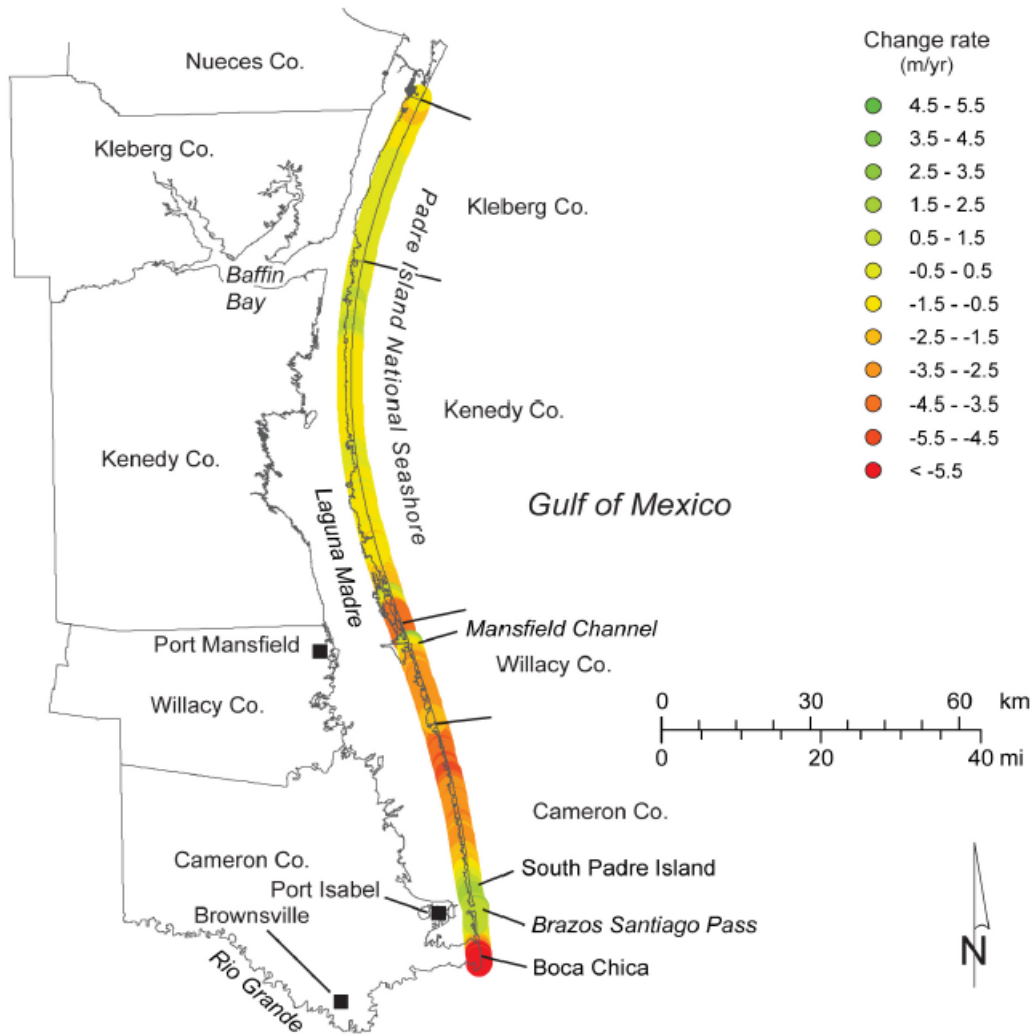 Nueces Co.
Change rate
(m/yr)
4.5 - 5.5
3.5 - 4.5
2.5 - 3.5
1.5 - 2.5
0.5 - 1.5
-0.5 - 0.5
-1.5 - -0.5
-2.5 - -1.5
-3.5 - -2.5
-4.5 - -3.5
-5.5 - -4.5
< -5.5
Kleberg Co.
Kleberg Co.
Padre Island National Seashore
Baffin
Bay
Kenedy Co.
Kenedy Co.
Gulf of Mexico
Laguna Madre
Mansfield Channel
Port Mansfield
Willacy Co.
Willacy Co.
0 30 60 km
0 20 40 mi
Cameron Co.
Cameron Co.
South Padre Island
Port Isabel
Brownsville
Brazos Santiago Pass
Boca Chica
Rio Grande
N